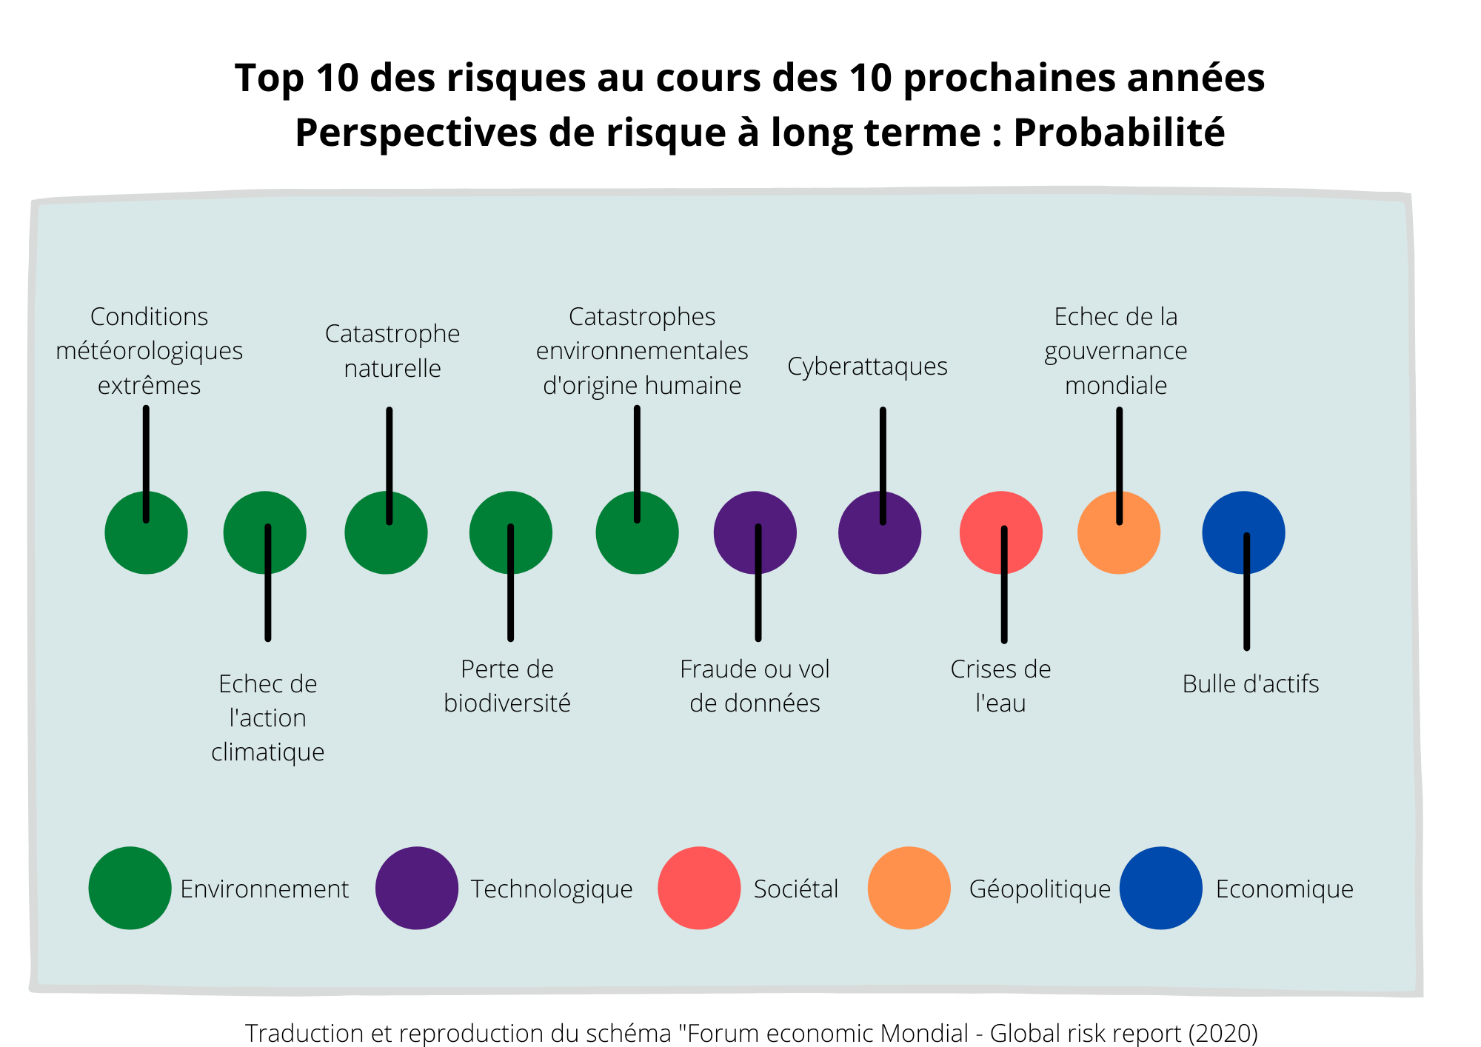 Top 10 des risques au cours des 10 prochaines années
Perspectives de risque à long terme : Probabilité
Conditions
météorologiques
extrêmes
Catastrophe
naturelle
Catastrophes
environnementales
d'origine humaine
Cyberattaques
Echec de la
gouvernance
mondiale
Echec de
l'action
climatique
Perte de
biodiversité
Fraude ou vol
de données
Crises de
l'eau
Bulle d'actifs
Environnement
Technologique
Sociétal
Géopolitique
Economique
Traduction et reproduction du schéma "Forum economic Mondial - Global risk report (2020)